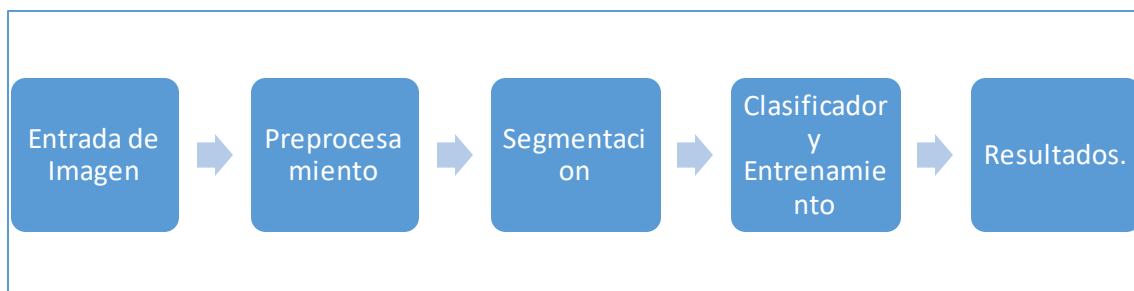 Entrada de
Imagen
Preprocesa
miento
Segmentaci
on
Clasificador
y
Entrenamie
nto
Resultados.